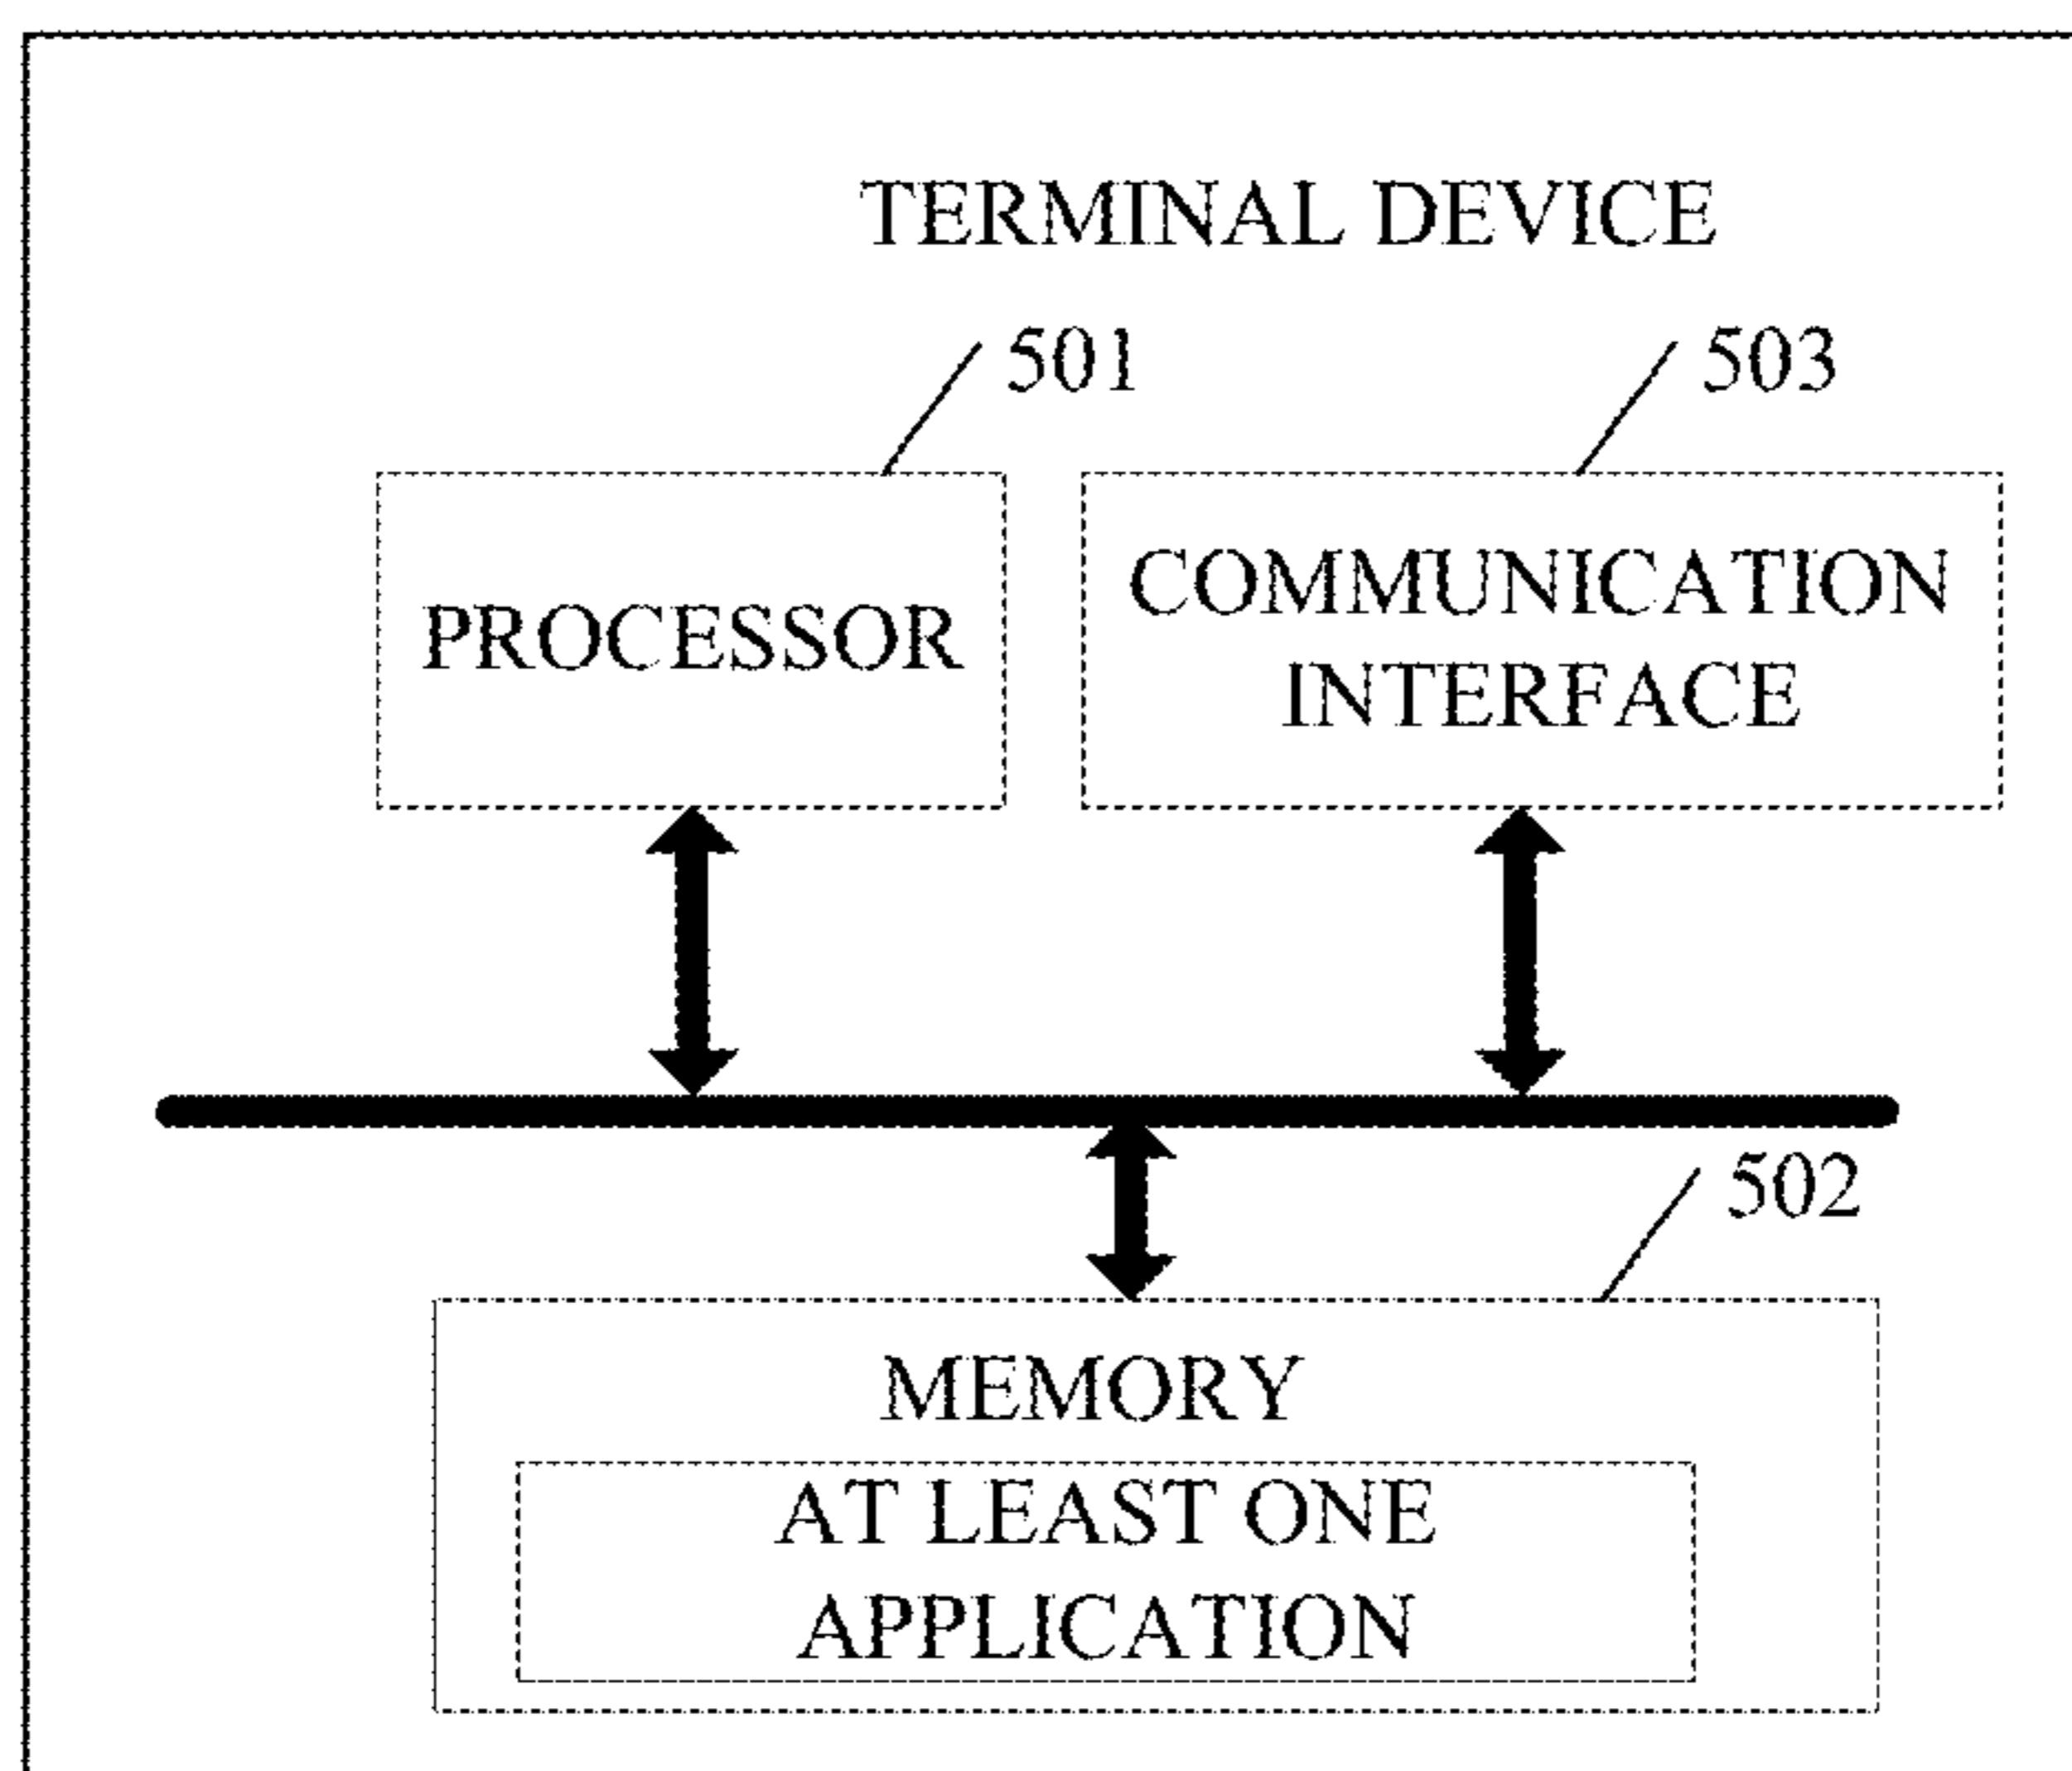 TERMINAL DEVICE
501
503
PROCESSOR
COMMUNICATION
INTERFACE
502
MEMORY
AT LEAST ONE
APPLICATION